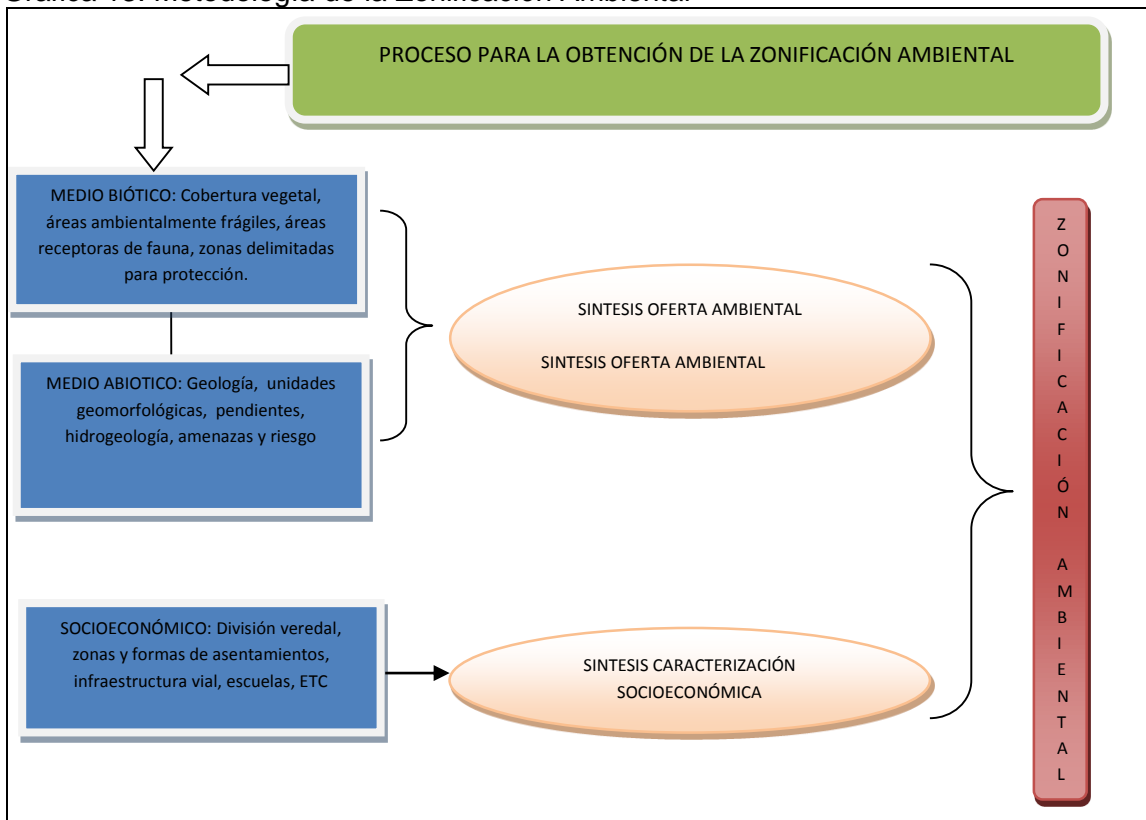 PROCESO PARA LA OBTENCIÓN DE LA ZONIFICACIÓN AMBIENTAL
MEDIO BIÓTICO: Cobertura vegetal,
áreas ambientalmente frágiles, áreas
receptoras de fauna, zonas delimitadas
para protección.
SINTESIS OFERTA AMBIENTAL
SINTESIS OFERTA AMBIENTAL
MEDIO ABIOTICO: Geología, unidades
geomorfológicas, pendientes,
hidrogeología, amenazas y riesgo
SOCIOECONÓMICO: División veredal,
zonas y formas de asentamientos,
infraestructura vial, escuelas, ETC
SINTESIS CARACTERIZACIÓN
SOCIOECONÓMICA
ZONIFICACIÓN AMBIENTAL